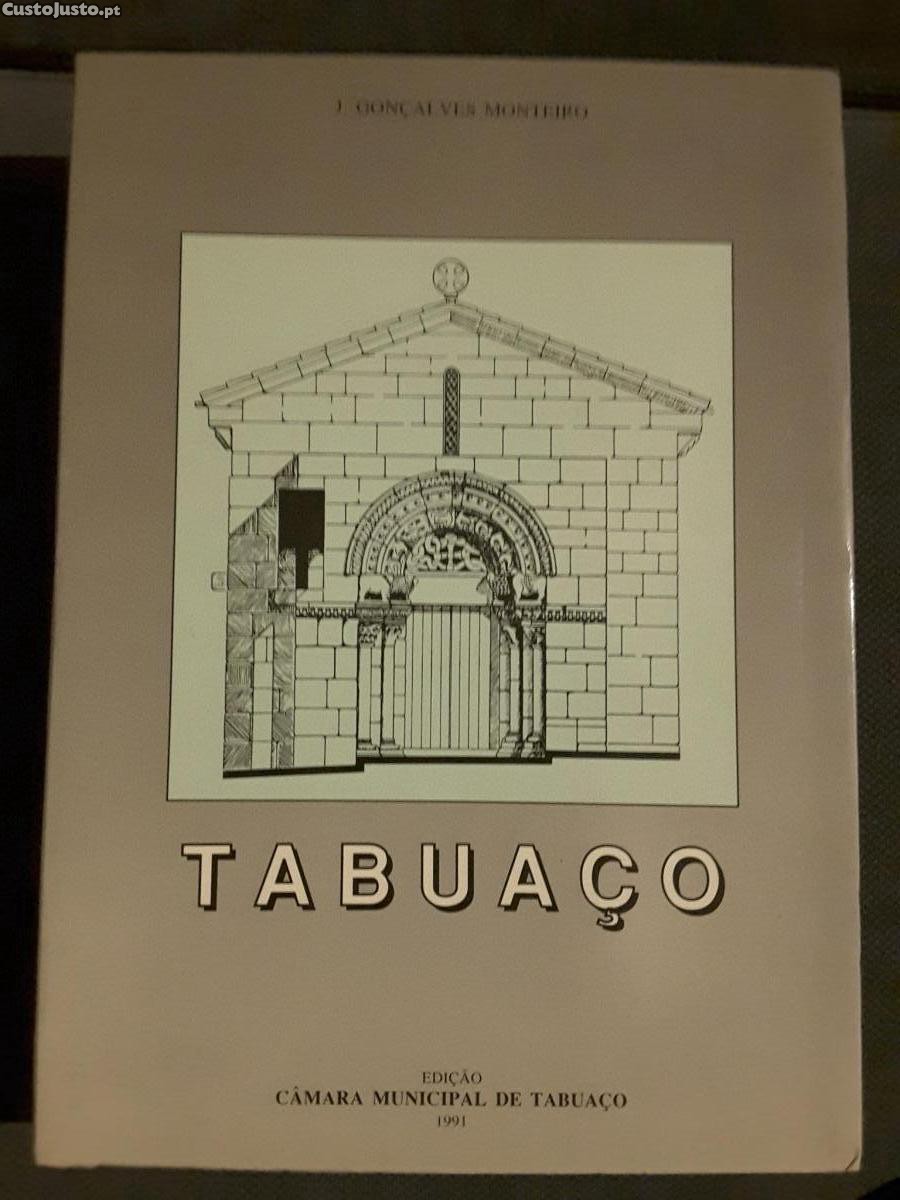 CustoJusto.pt
J. GONÇALVES MONTEIRO
TABUAÇO
EDIÇÃO
CÂMARA MUNICIPAL DE TABUAÇO
1991